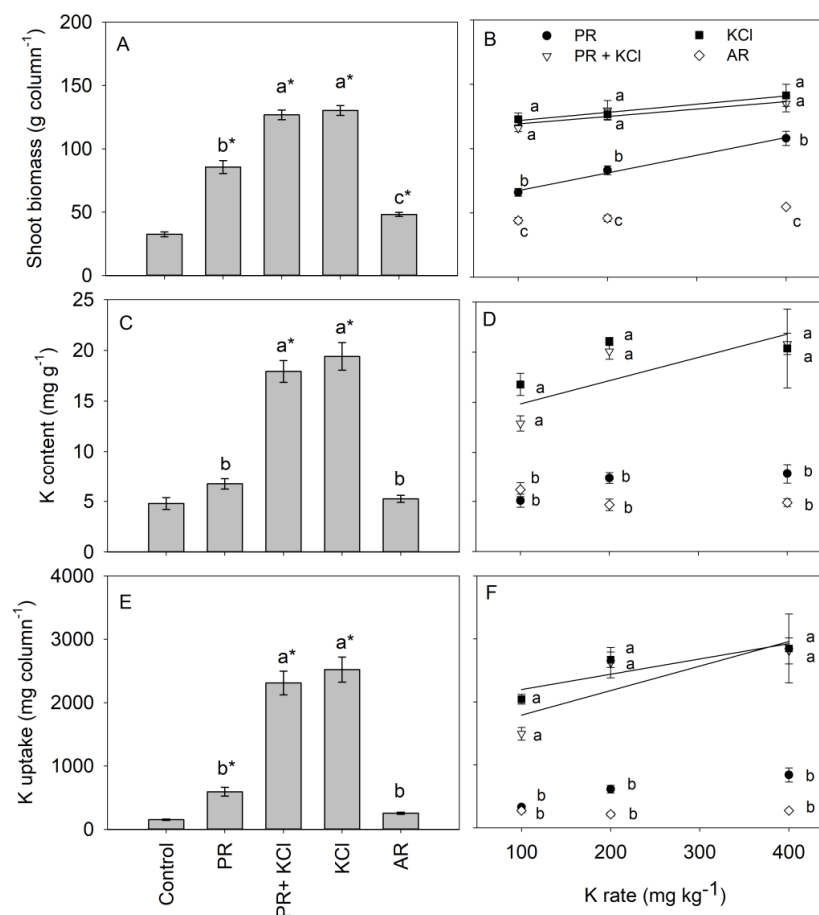 A
Shoot biomass (g column⁻¹)
200
150
100
50
0
b*
a*
a*
c*
B
PR
KCl
PR + KCl
AR
a
a
a
a
a
a
b
b
b
c
c
c
C
K content (mg g⁻¹)
25
20
15
10
5
0
b
a*
a*
b
D
a
a
a
a
a
a
b
b
b
b
b
b
E
K uptake (mg column⁻¹)
4000
3000
2000
1000
0
b*
a*
a*
b
Control
PR
PR+ KCl
KCl
AR
F
a
a
a
a
a
a
b
b
b
b
b
b
100
200
300
400
K rate (mg kg⁻¹)